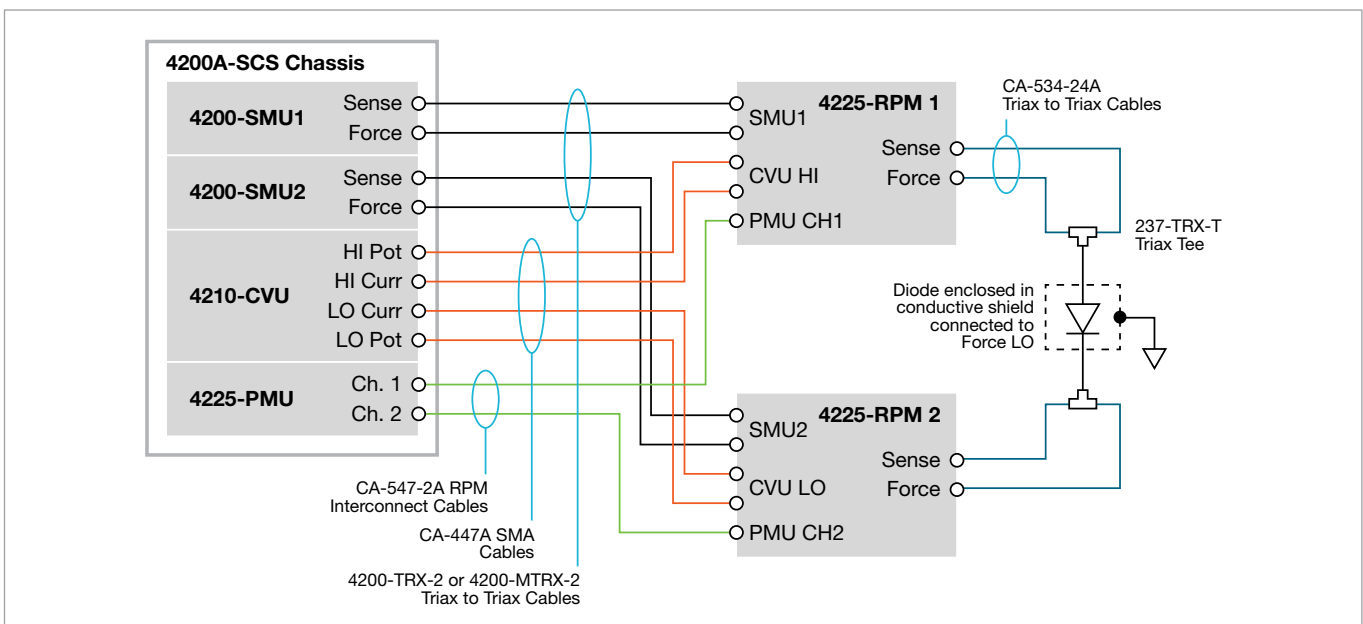 4200A-SCS Chassis
4200-SMU1
Sense
Force
4200-SMU2
Sense
Force
4210-CVU
HI Pot
HI Curr
LO Curr
LO Pot
4225-PMU
Ch. 1
Ch. 2
4225-RPM 1
SMU1
CVU HI
PMU CH1
Sense
Force
CA-534-24A
Triax to Triax Cables
237-TRX-T
Triax Tee
Diode enclosed in
conductive shield
connected to
Force LO
4225-RPM 2
SMU2
CVU LO
PMU CH2
Sense
Force
CA-547-2A RPM
Interconnect Cables
CA-447A SMA
Cables
4200-TRX-2 or 4200-MTRX-2
Triax to Triax Cables